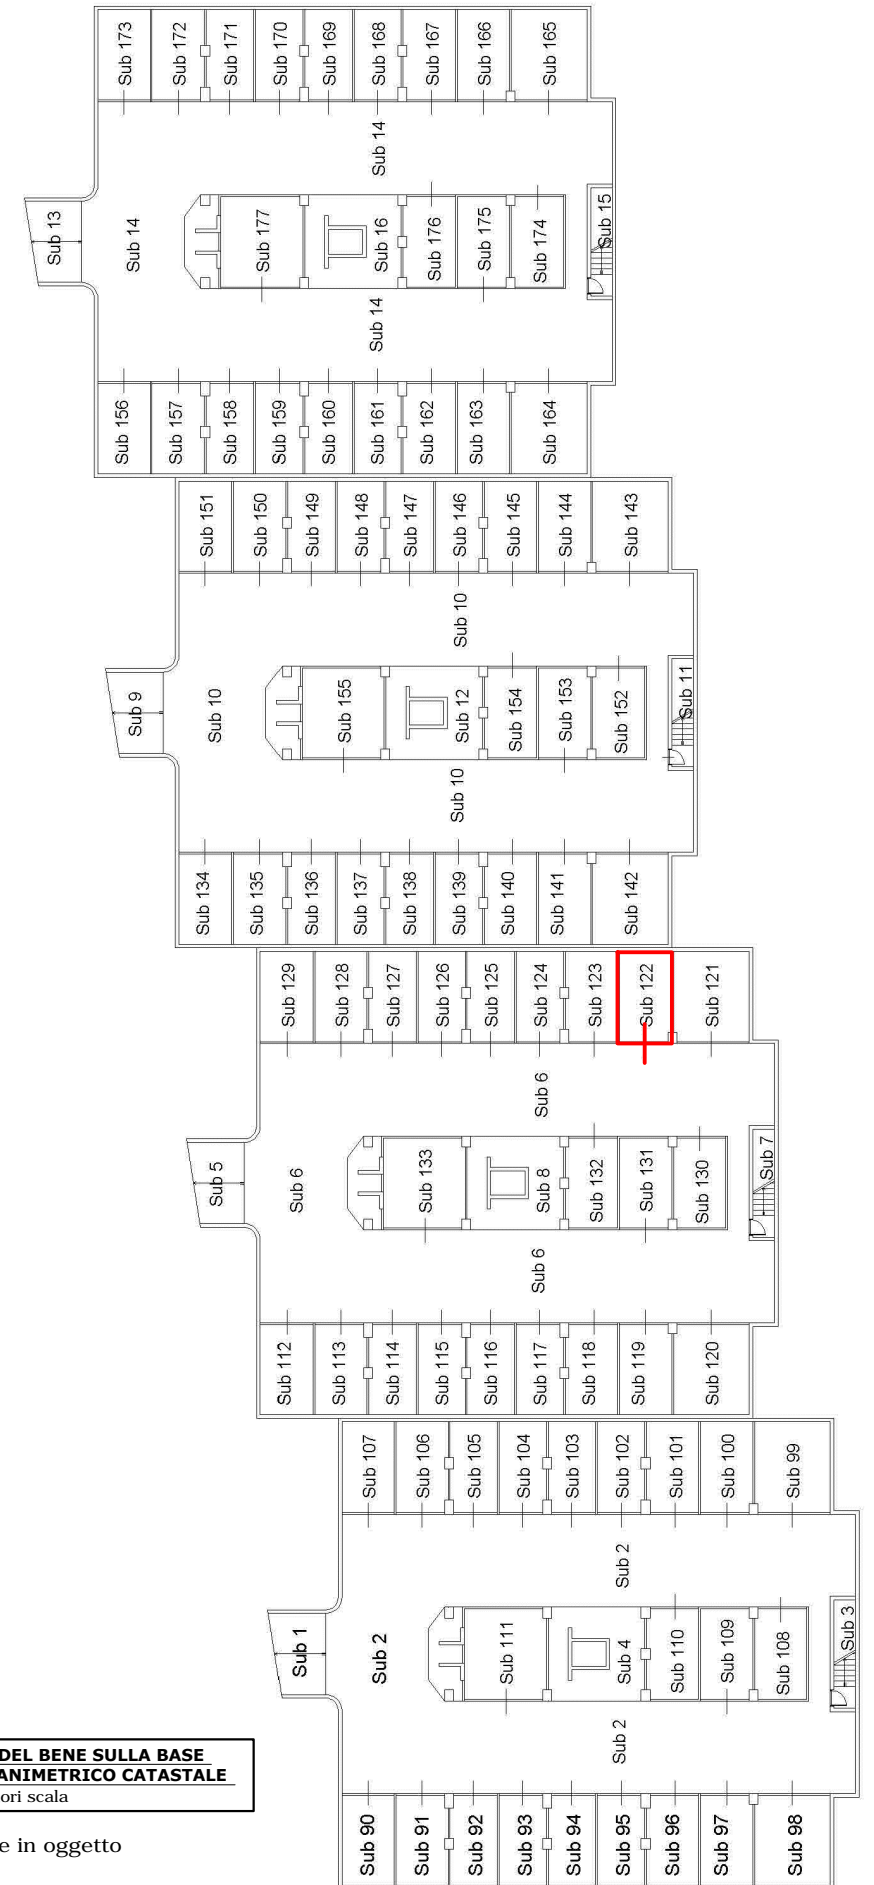 Sub 173
Sub 172
Sub 171
Sub 170
Sub 169
Sub 168
Sub 167
Sub 166
Sub 165
Sub 14
Sub 13
Sub 14
Sub 177
Sub 16
Sub 176
Sub 175
Sub 174
Sub 15
Sub 14
Sub 156
Sub 157
Sub 158
Sub 159
Sub 160
Sub 161
Sub 162
Sub 163
Sub 164
Sub 151
Sub 150
Sub 149
Sub 148
Sub 147
Sub 146
Sub 145
Sub 144
Sub 143
Sub 10
Sub 9
Sub 10
Sub 155
Sub 12
Sub 154
Sub 153
Sub 152
Sub 11
Sub 10
Sub 134
Sub 135
Sub 136
Sub 137
Sub 138
Sub 139
Sub 140
Sub 141
Sub 142
Sub 129
Sub 128
Sub 127
Sub 126
Sub 125
Sub 124
Sub 123
Sub 122
Sub 121
Sub 6
Sub 5
Sub 6
Sub 133
Sub 8
Sub 132
Sub 131
Sub 130
Sub 7
Sub 6
Sub 112
Sub 113
Sub 114
Sub 115
Sub 116
Sub 117
Sub 118
Sub 119
Sub 120
Sub 107
Sub 106
Sub 105
Sub 104
Sub 103
Sub 102
Sub 101
Sub 100
Sub 99
Sub 2
Sub 1
Sub 2
Sub 111
Sub 4
Sub 110
Sub 109
Sub 108
Sub 3
Sub 2
Sub 90
Sub 91
Sub 92
Sub 93
Sub 94
Sub 95
Sub 96
Sub 97
Sub 98
DEL BENE SULLA BASE
ANIMETRICO CATASTALE
ori scala
e in oggetto